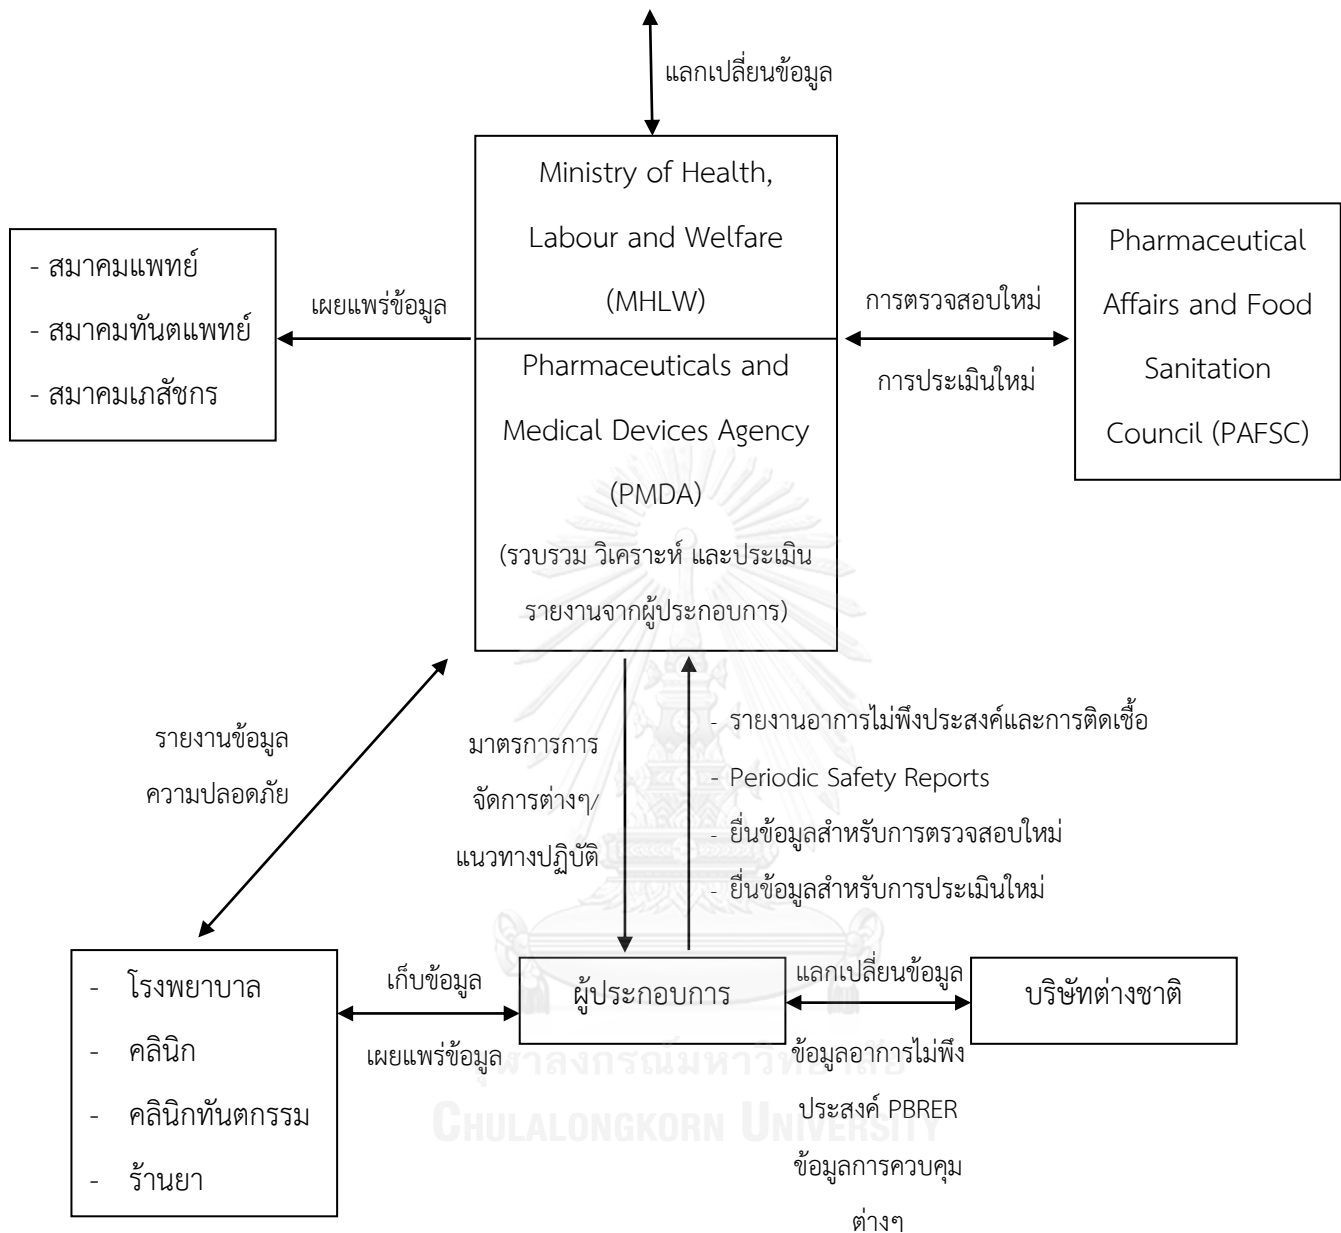 แลกเปลี่ยนข้อมูล
Ministry of Health,
Labour and Welfare
(MHLW)
- สมาคมแพทย์
- สมาคมทันตแพทย์
- สมาคมเภสัชกร
เผยแพร่ข้อมูล
การตรวจสอบใหม่
การประเมินใหม่
Pharmaceutical
Affairs and Food
Sanitation
Council (PAFSC)
Pharmaceuticals and
Medical Devices Agency
(PMDA)
(รวบรวม วิเคราะห์ และประเมิน
รายงานจากผู้ประกอบการ)
รายงานข้อมูล
ความปลอดภัย
มาตรการการ
จัดการต่างๆ/
แนวทางปฏิบัติ
- รายงานอาการไม่พึงประสงค์และการติดเชื้อ
- Periodic Safety Reports
- ยื่นข้อมูลสำหรับการตรวจสอบใหม่
- ยื่นข้อมูลสำหรับการประเมินใหม่
- โรงพยาบาล
- คลินิก
- คลินิกทันตกรรม
- ร้านยา
เก็บข้อมูล
เผยแพร่ข้อมูล
ผู้ประกอบการ
แลกเปลี่ยนข้อมูล
ข้อมูลอาการไม่พึง
ประสงค์ PBRER
ข้อมูลการควบคุม
ต่างๆ
บริษัทต่างชาติ
จุฬาลงกรณ์มหาวิทยาลัย
CHULALONGKORN UNIVERSITY